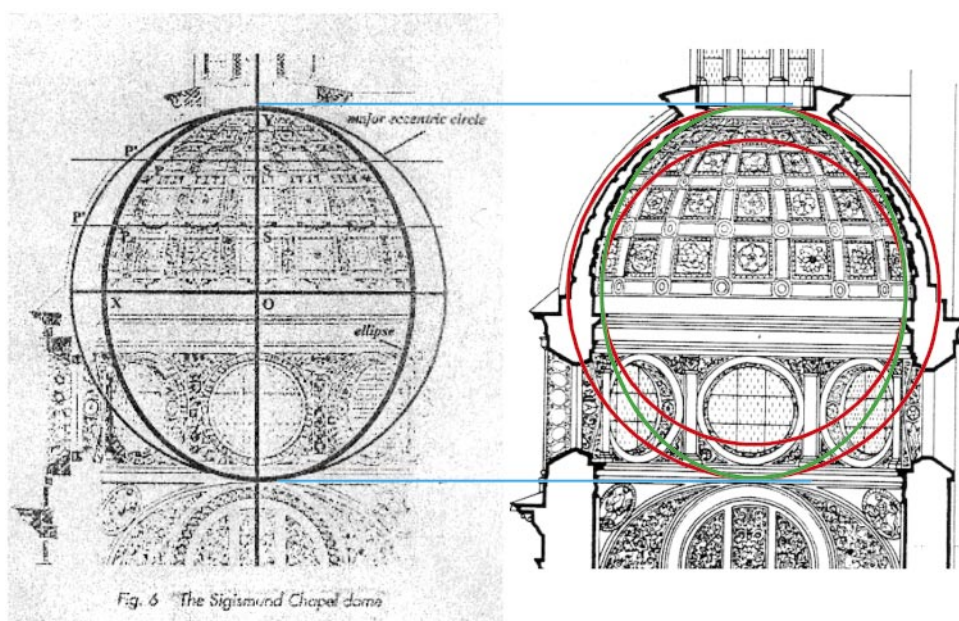 Y
major eccentric circle
P'
P
S
P'
P
S
X
O
ellipse
Fig. 6 The Sigismund Chapel dome